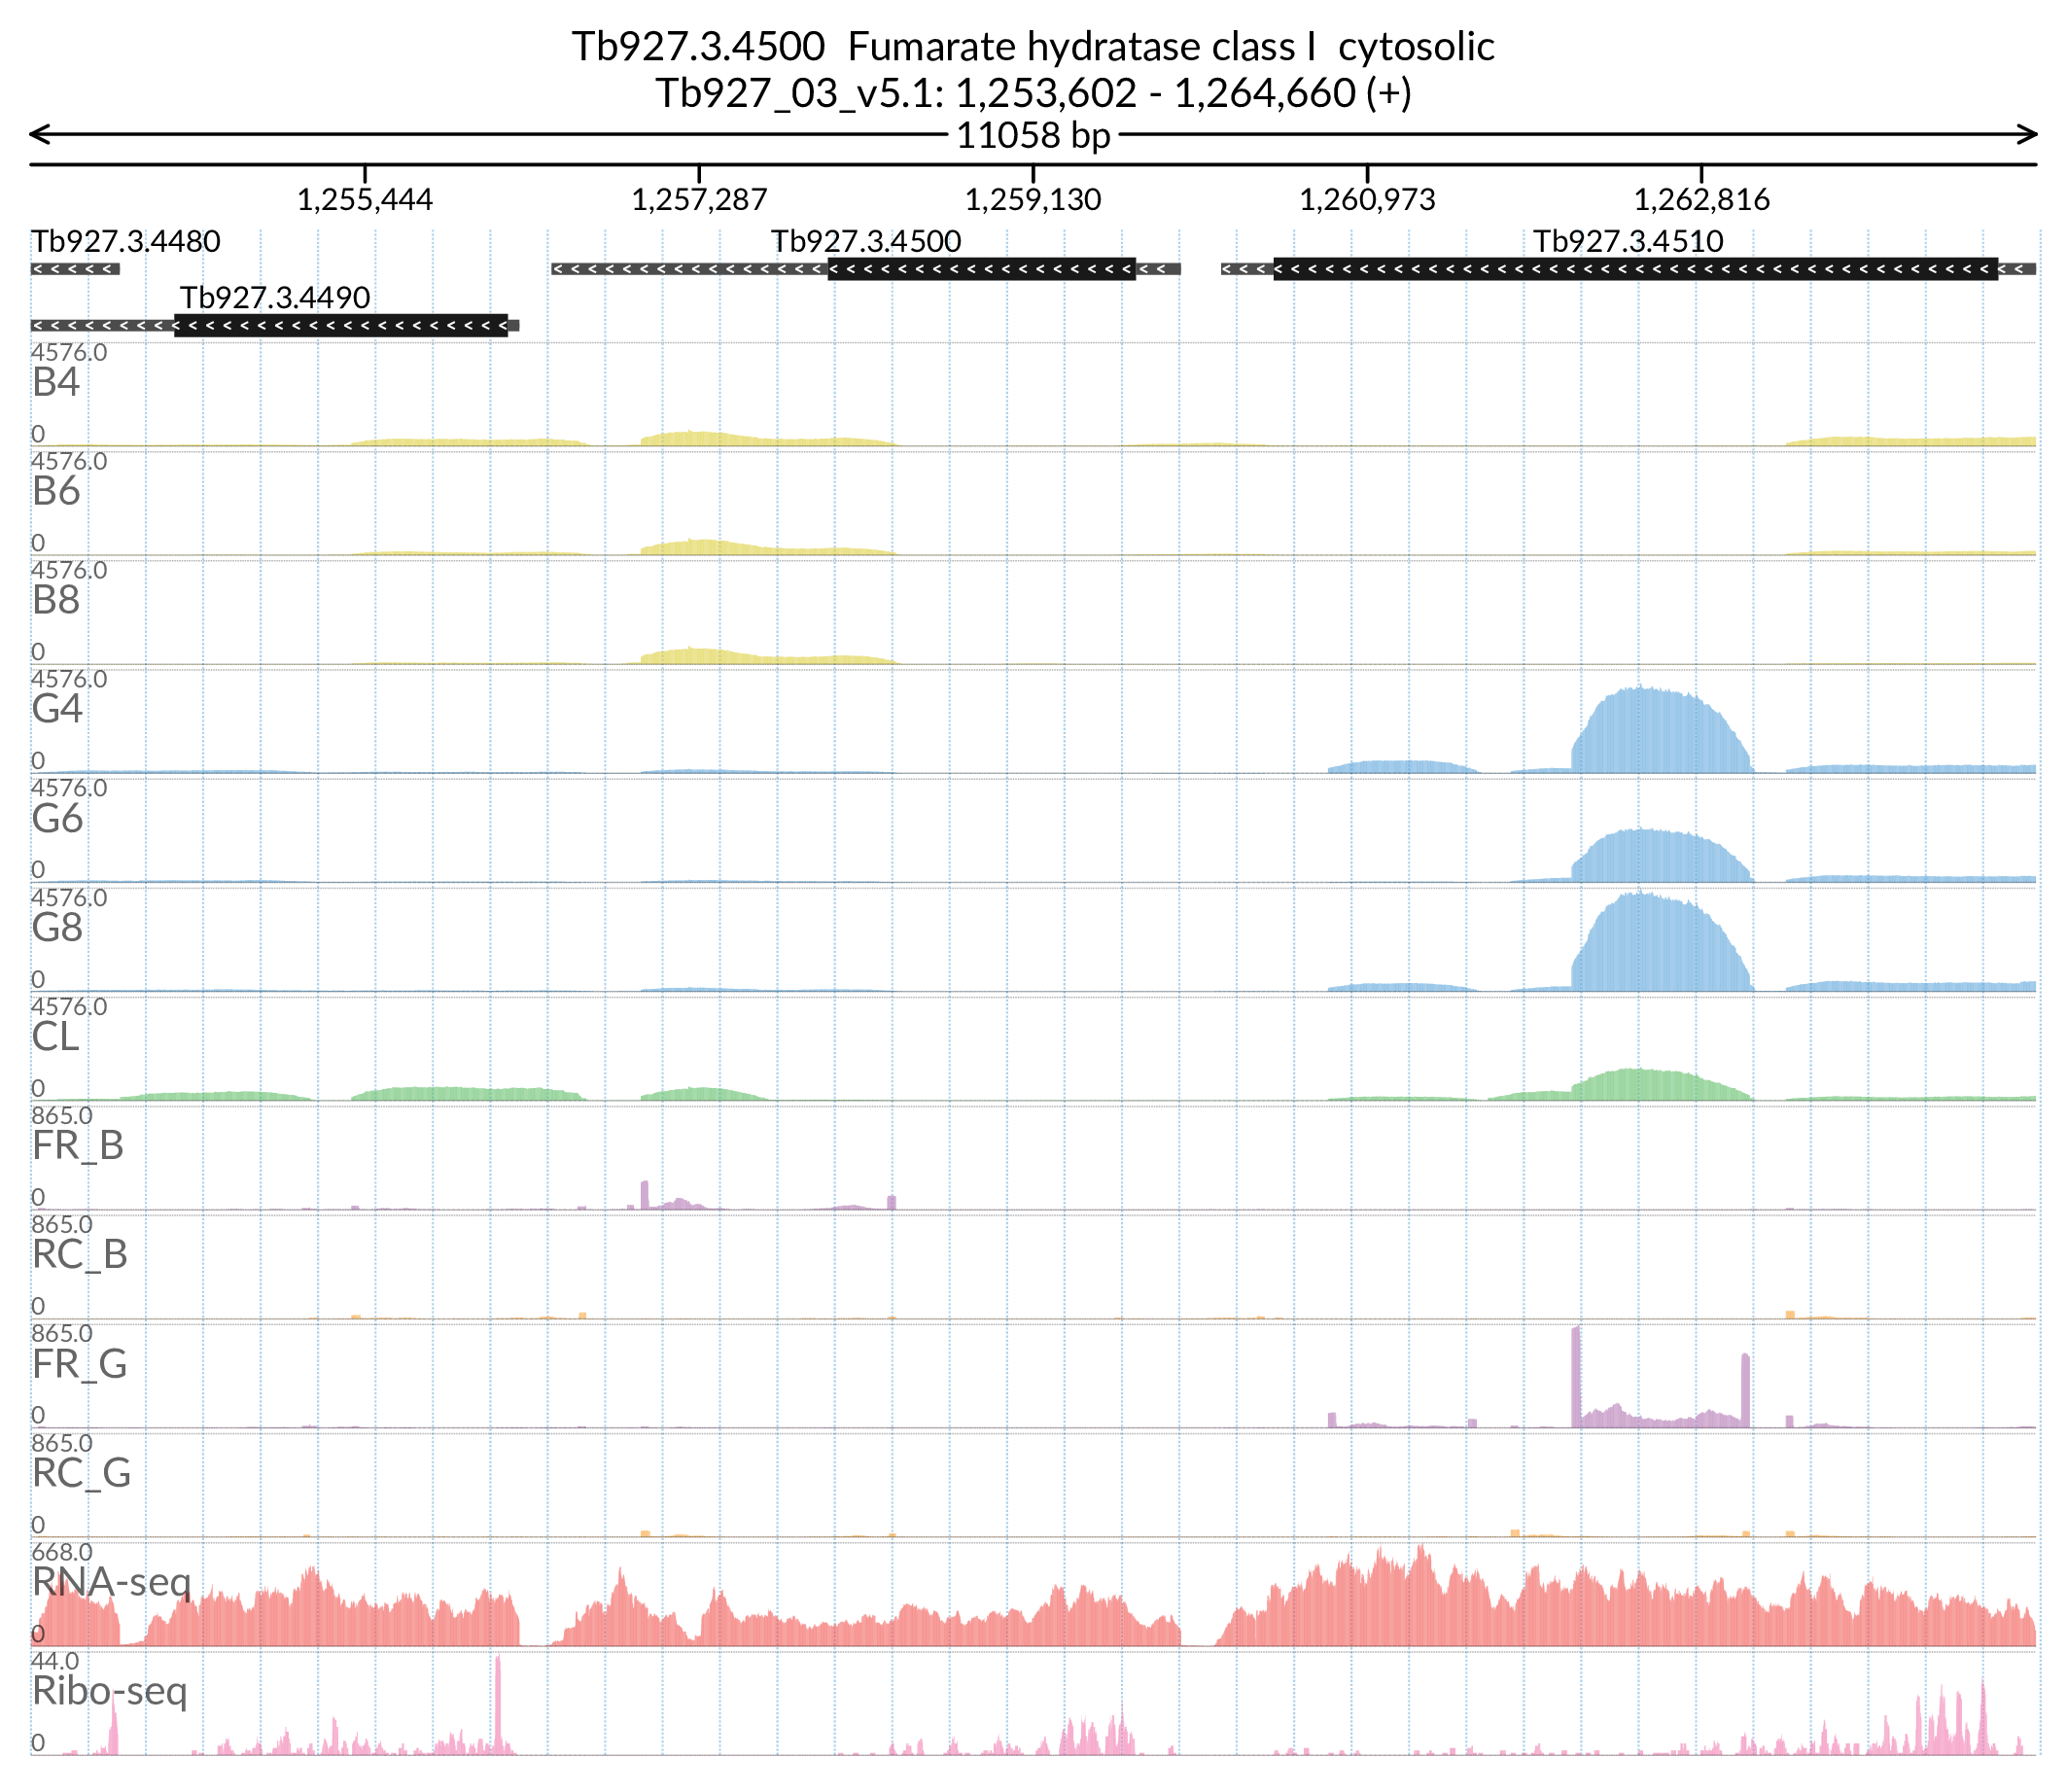 Tb927.3.4500  Fumarate hydratase class I  cytosolic
Tb927_03_v5.1: 1,253,602 - 1,264,660 (+)
11058 bp
1,255,444 1,257,287 1,259,130 1,260,973 1,262,816
Tb927.3.4480 Tb927.3.4500 Tb927.3.4510
Tb927.3.4490
4576.0
B4
0
4576.0
B6
0
4576.0
B8
0
4576.0
G4
0
4576.0
G6
0
4576.0
G8
0
4576.0
CL
0
865.0
FR_B
0
865.0
RC_B
0
865.0
FR_G
0
865.0
RC_G
0
668.0
RNA-seq
0
44.0
Ribo-seq
0